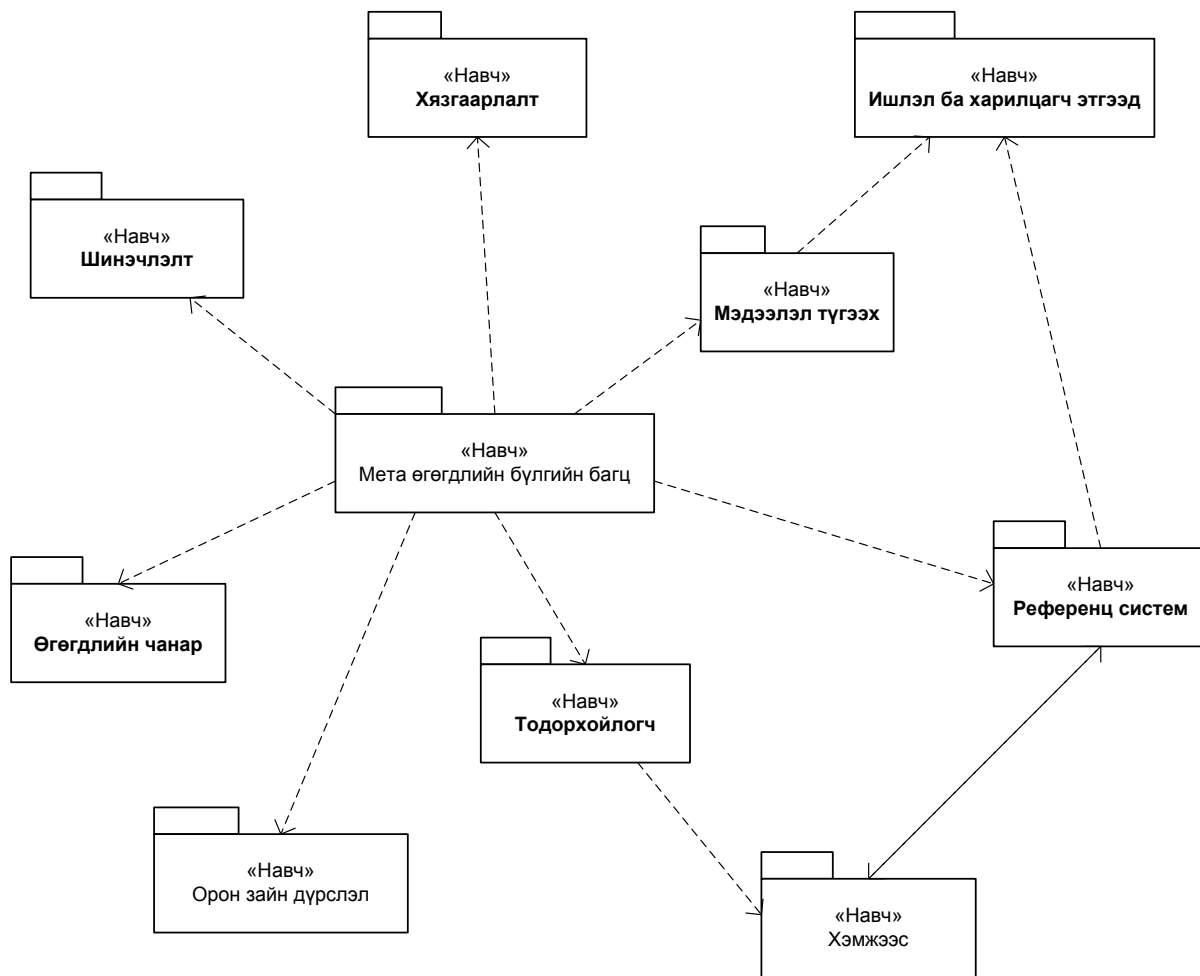 «Навч»
Хязгаарлалт
«Навч»
Ишлэл ба харилцагч этгээд
«Навч»
Шинэчлэлт
«Навч»
Мэдээлэл түгээх
«Навч»
Мета өгөгдлийн бүлгийн багц
«Навч»
Өгөгдлийн чанар
«Навч»
Референц систем
«Навч»
Тодорхойлогч
«Навч»
Орон зайн дүрслэл
«Навч»
Хэмжээс